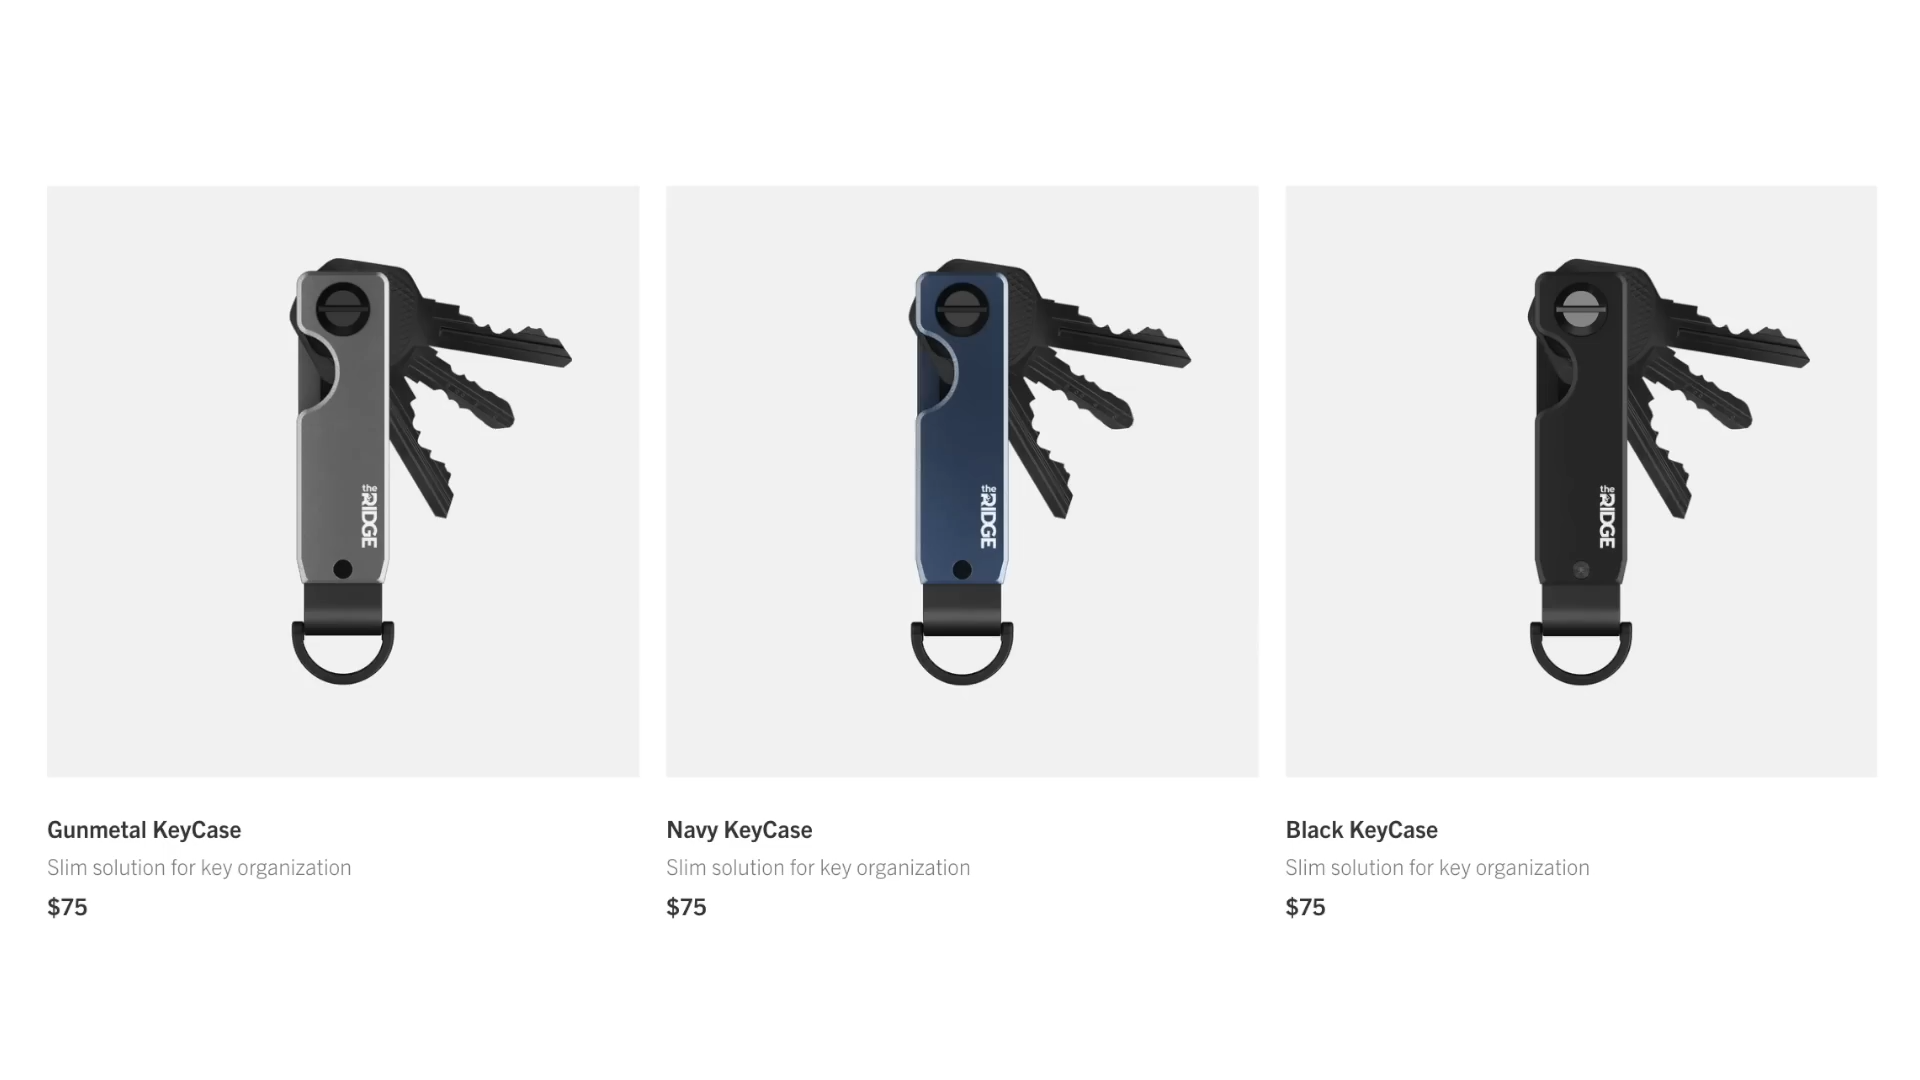 the RIDGE
the RIDGE
the RIDGE
Gunmetal KeyCase
Slim solution for key organization
$75
Navy KeyCase
Slim solution for key organization
$75
Black KeyCase
Slim solution for key organization
$75